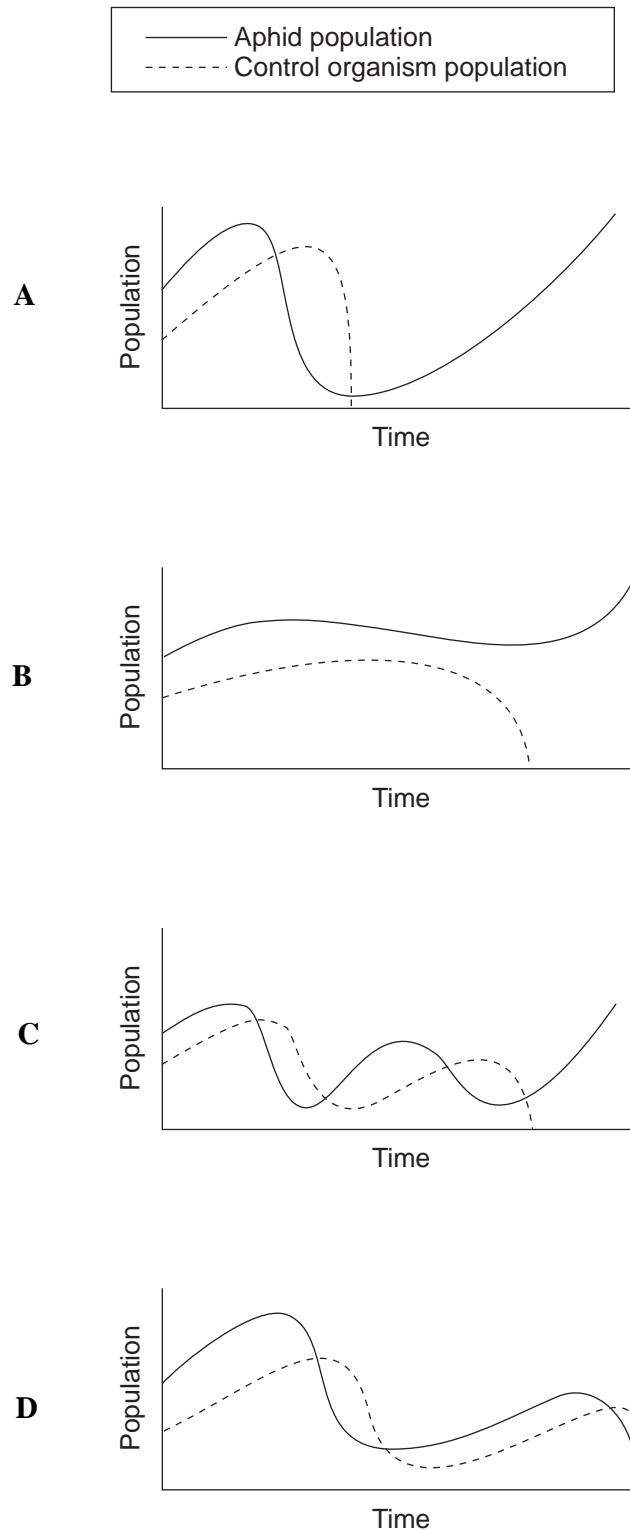 Aphid population
Control organism population
A
Population
Time
B
Population
Time
C
Population
Time
D
Population
Time